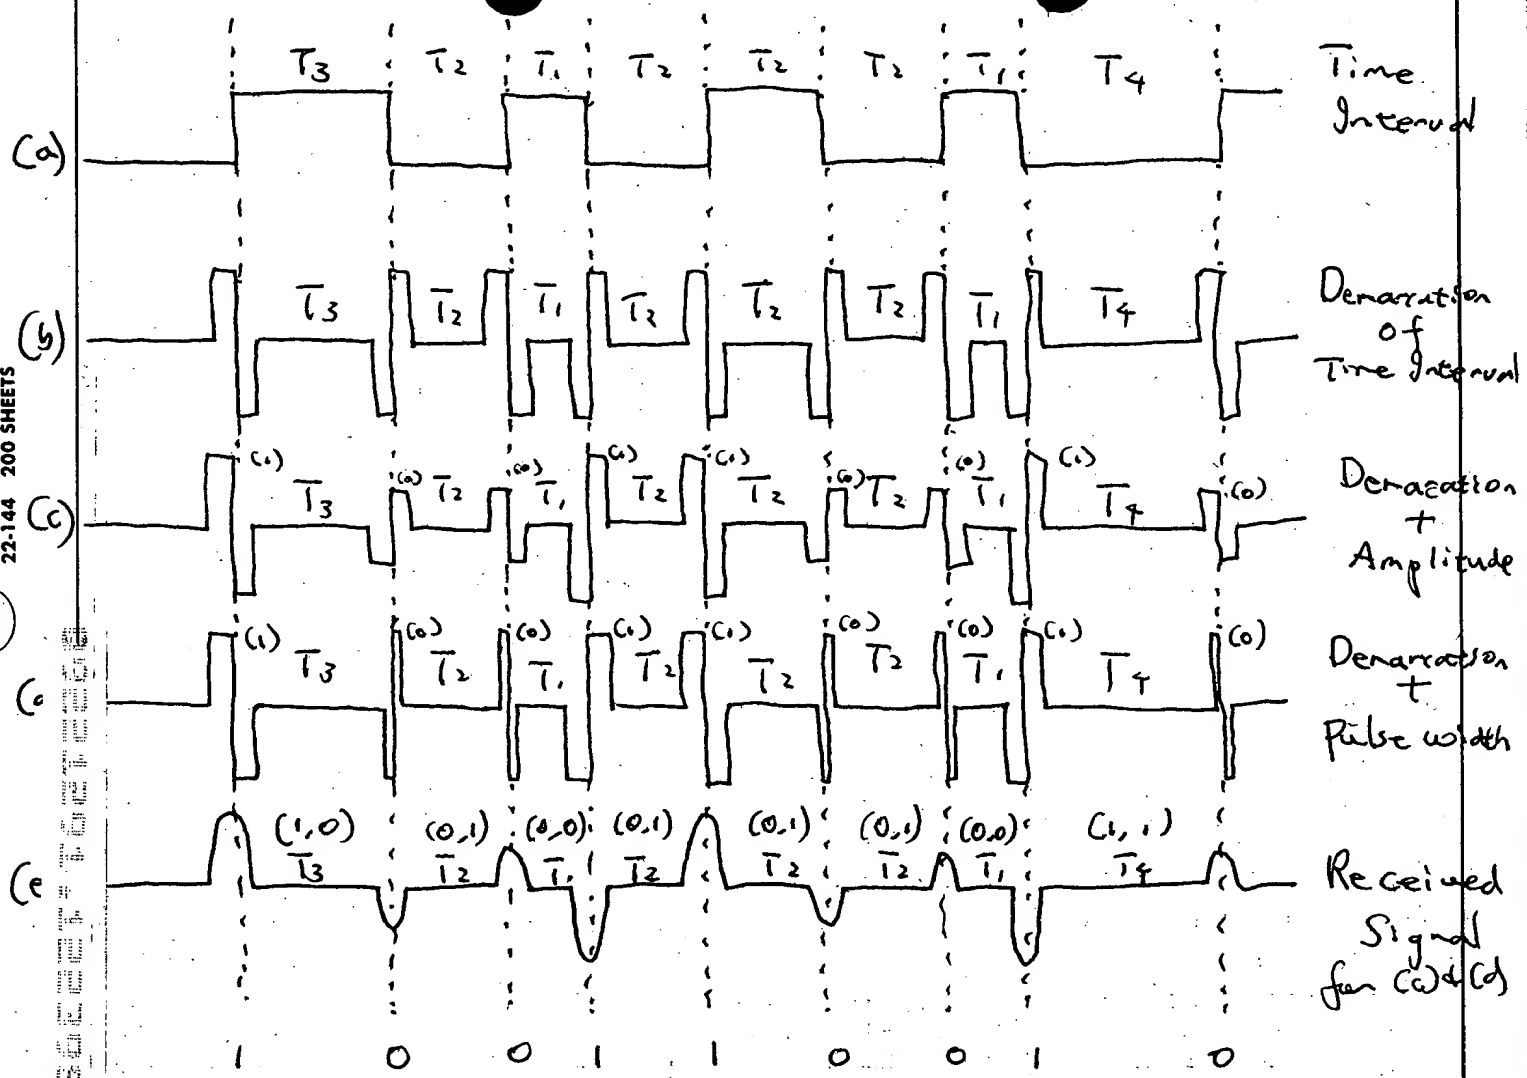 T3 T2 T1 T2 T2 T2 T1 T4 Time
Interval
(a)
(b) T3 T2 T1 T2 T2 T2 T1 T4 Demarcation
of
Time Interval
22-144 200 SHEETS
(1) (0) (0) (1) (1) (0) (0) (1) (0)
(c) T3 T2 T1 T2 T2 T2 T1 T4 Demarcation
+
Amplitude
(1) (0) (0) (1) (1) (0) (0) (1) (0)
T3 T2 T1 T2 T2 T2 T1 T4 Demarcation
+
Pulse width
(1,0) (0,1) (0,0) (0,1) (0,1) (0,1) (0,0) (1,1)
(e T3 T2 T1 T2 T2 T2 T1 T4 Received
Signal
for (c)&(d)
1 0 0 1 1 0 0 1 0